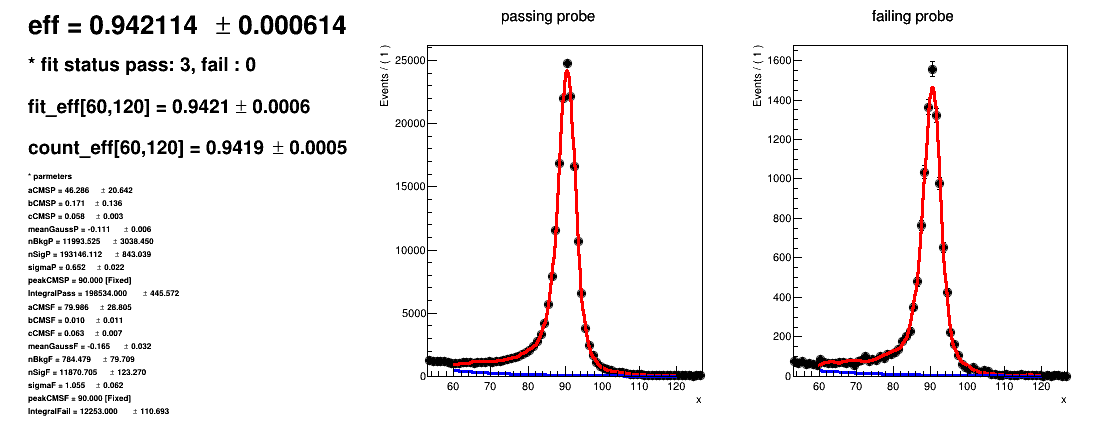 eff = 0.942114 ± 0.000614
* fit status pass: 3, fail : 0
fit_eff[60,120] = 0.9421 ± 0.0006
count_eff[60,120] = 0.9419 ± 0.0005
* parmeters
aCMSP = 46.286 ± 20.642
bCMSP = 0.171 ± 0.136
cCMSP = 0.058 ± 0.003
meanGaussP = -0.111 ± 0.006
nBkgP = 11993.525 ± 3038.450
nSigP = 193146.112 ± 843.039
sigmaP = 0.652 ± 0.022
peakCMSP = 90.000 [Fixed]
IntegralPass = 198534.000 ± 445.572
aCMSF = 79.986 ± 28.805
bCMSF = 0.010 ± 0.011
cCMSF = 0.063 ± 0.007
meanGaussF = -0.165 ± 0.032
nBkgF = 784.479 ± 79.709
nSigF = 11870.705 ± 123.270
sigmaF = 1.055 ± 0.062
peakCMSF = 90.000 [Fixed]
IntegralFail = 12253.000 ± 110.693
passing probe
Events / ( 1 )
25000
20000
15000
10000
5000
0
60 70 80 90 100 110 120
x
failing probe
Events / ( 1 )
1600
1400
1200
1000
800
600
400
200
0
60 70 80 90 100 110 120
x